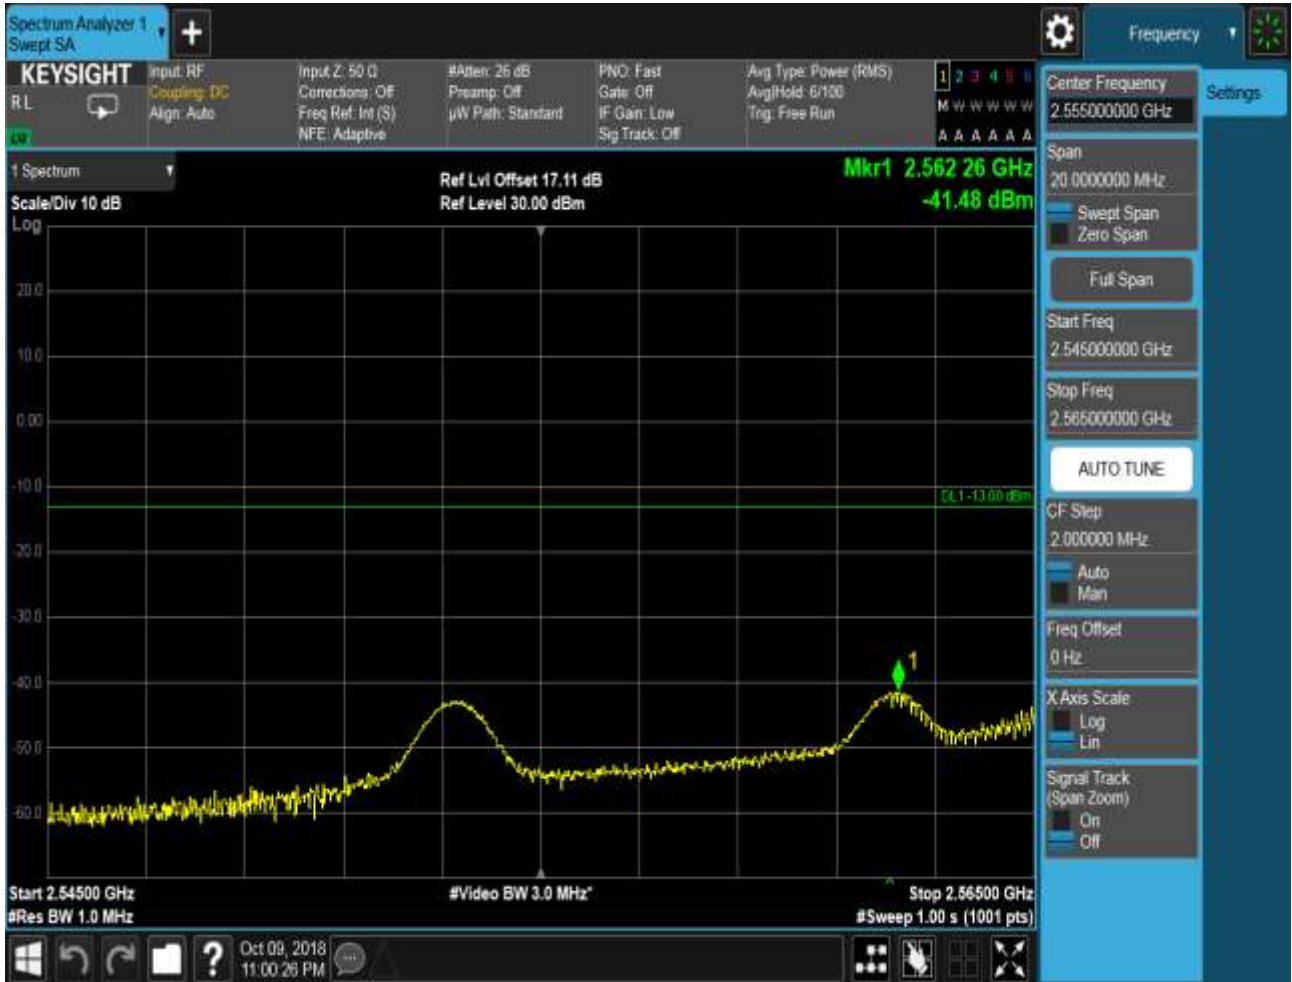 Spectrum Analyzer 1
Swept SA
Frequency
KEYSIGHT
R L
Input: RF
Coupling: DC
Align: Auto
Input Z: 50 Ω
Corrections: Off
Freq Ref: Int (S)
NFE: Adaptive
#Atten: 26 dB
Preamp: Off
µW Path: Standard
PNO: Fast
Gate: Off
IF Gain: Low
Sig Track: Off
Avg Type: Power (RMS)
Avg|Hold: 6/100
Trig: Free Run
1 2 3 4 5 6
M W W W W W
A A A A A A
1 Spectrum
Scale/Div 10 dB
Log
Ref Lvl Offset 17.11 dB
Ref Level 30.00 dBm
Mkr1 2.562 26 GHz
-41.48 dBm
20.0
10.0
0.00
-10.0
-20.0
-30.0
-40.0
-50.0
-60.0
DL1 -13.00 dBm
1
Start 2.54500 GHz
#Res BW 1.0 MHz
#Video BW 3.0 MHz*
Stop 2.56500 GHz
#Sweep 1.00 s (1001 pts)
Center Frequency
2.555000000 GHz
Settings
Span
20.0000000 MHz
Swept Span
Zero Span
Full Span
Start Freq
2.545000000 GHz
Stop Freq
2.565000000 GHz
AUTO TUNE
CF Step
2.000000 MHz
Auto
Man
Freq Offset
0 Hz
X Axis Scale
Log
Lin
Signal Track
(Span Zoom)
On
Off
?
Oct 09, 2018
11:00:26 PM